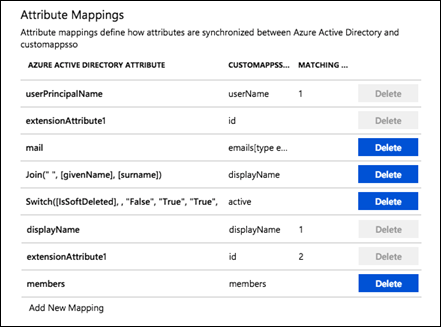 Attribute Mappings
Attribute mappings define how attributes are synchronized between Azure Active Directory and
customappsso
AZURE ACTIVE DIRECTORY ATTRIBUTE CUSTOMAPPSS... MATCHING ...
userPrincipalName userName 1 Delete
extensionAttribute1 id Delete
mail emails[type e... Delete
Join(" ", [givenName], [surname]) displayName Delete
Switch([IsSoftDeleted], , "False", "True", "True", active Delete
displayName displayName 1 Delete
extensionAttribute1 id 2 Delete
members members Delete
Add New Mapping